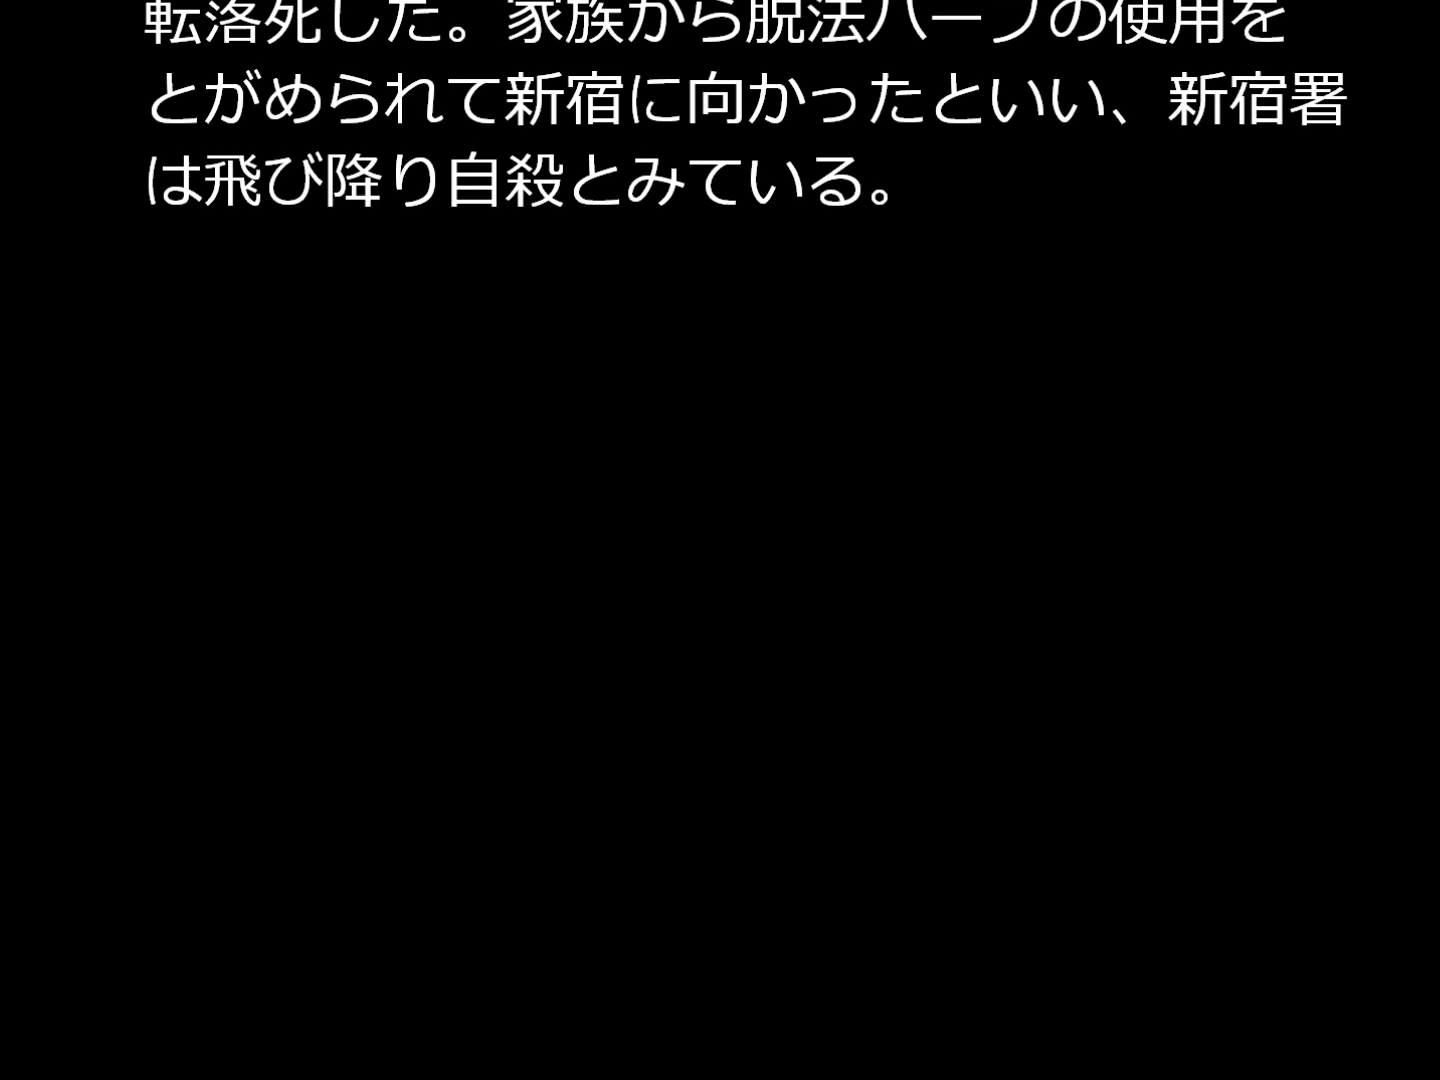 転落死した。家族から脱法ハーブの使用を
とがめられて新宿に向かったといい、新宿署
は飛び降り自殺とみている。